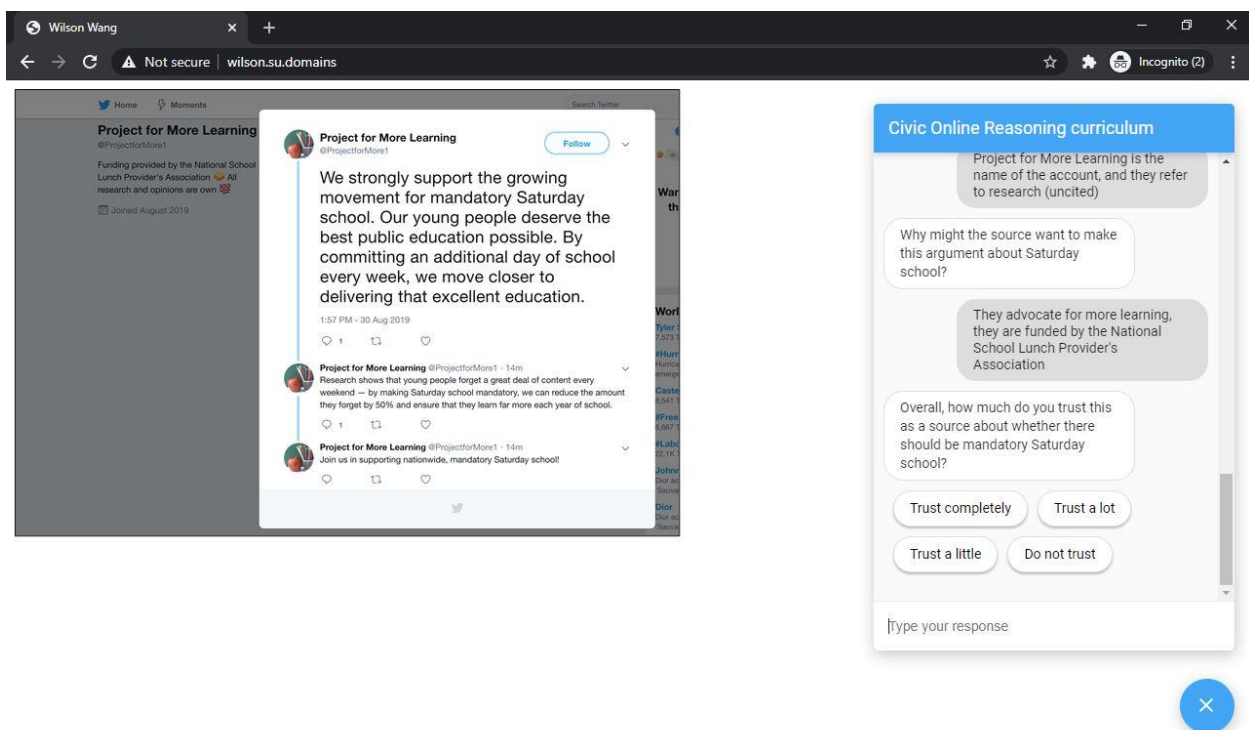 Wilson Wang
Not secure
wilson.su.domains
Incognito (2)
Home
Moments
Search Twitter
Project for More Learning
@ProjectforMore1
Funding provided by the National School
Lunch Provider's Association
All
research and opinions are own
Joined August 2019
Project for More Learning
@ProjectforMore1
Follow
We strongly support the growing
movement for mandatory Saturday
school. Our young people deserve the
best public education possible. By
committing an additional day of school
every week, we move closer to
delivering that excellent education.
1:57 PM - 30 Aug 2019
1
Project for More Learning @ProjectforMore1 · 14m
Research shows that young people forget a great deal of content every
weekend — by making Saturday school mandatory, we can reduce the amount
they forget by 50% and ensure that they learn far more each year of school.
1
Project for More Learning @ProjectforMore1 · 14m
Join us in supporting nationwide, mandatory Saturday school!
Dior
Civic Online Reasoning curriculum
Project for More Learning is the
name of the account, and they refer
to research (uncited)
Why might the source want to make
this argument about Saturday
school?
They advocate for more learning,
they are funded by the National
School Lunch Provider's
Association
Overall, how much do you trust this
as a source about whether there
should be mandatory Saturday
school?
Trust completely
Trust a lot
Trust a little
Do not trust
Type your response